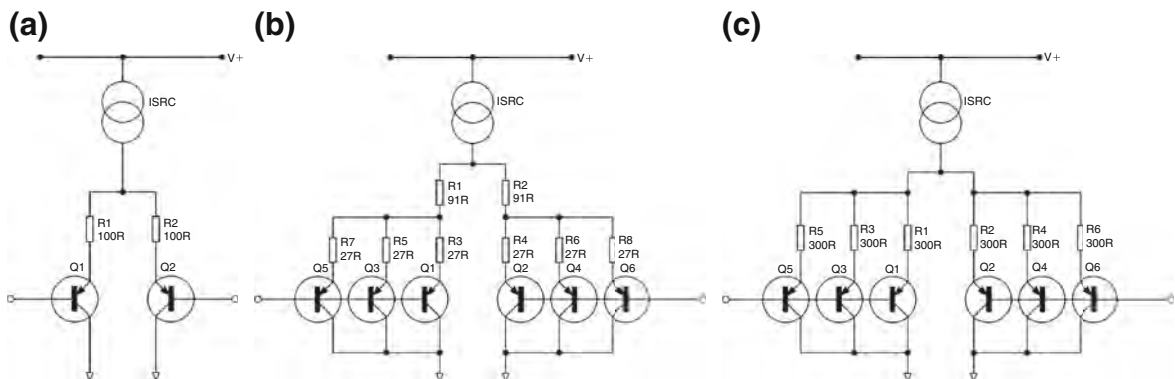 (a)
V+
ISRC
R1
100R
R2
100R
Q1
Q2
(b)
V+
ISRC
R1
91R
R2
91R
R7
27R
R5
27R
R3
27R
R4
27R
R6
27R
R8
27R
Q5
Q3
Q1
Q2
Q4
Q6
(c)
V+
ISRC
R5
300R
R3
300R
R1
300R
R2
300R
R4
300R
R6
300R
Q5
Q3
Q1
Q2
Q4
Q6